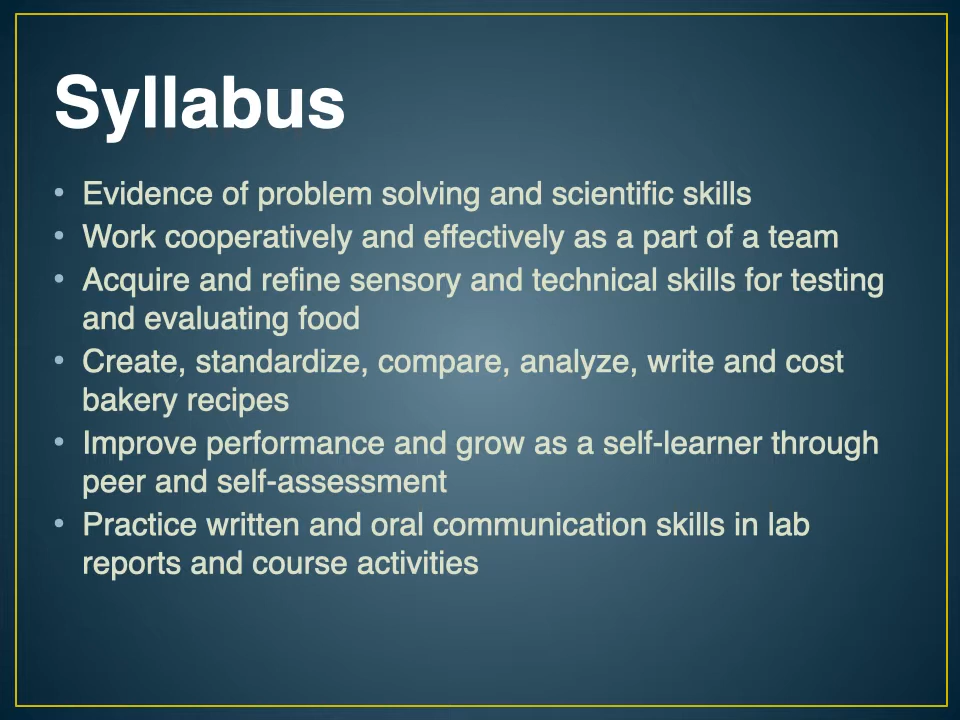 Syllabus
• Evidence of problem solving and scientific skills
• Work cooperatively and effectively as a part of a team
• Acquire and refine sensory and technical skills for testing
and evaluating food
• Create, standardize, compare, analyze, write and cost
bakery recipes
• Improve performance and grow as a self-learner through
peer and self-assessment
• Practice written and oral communication skills in lab
reports and course activities